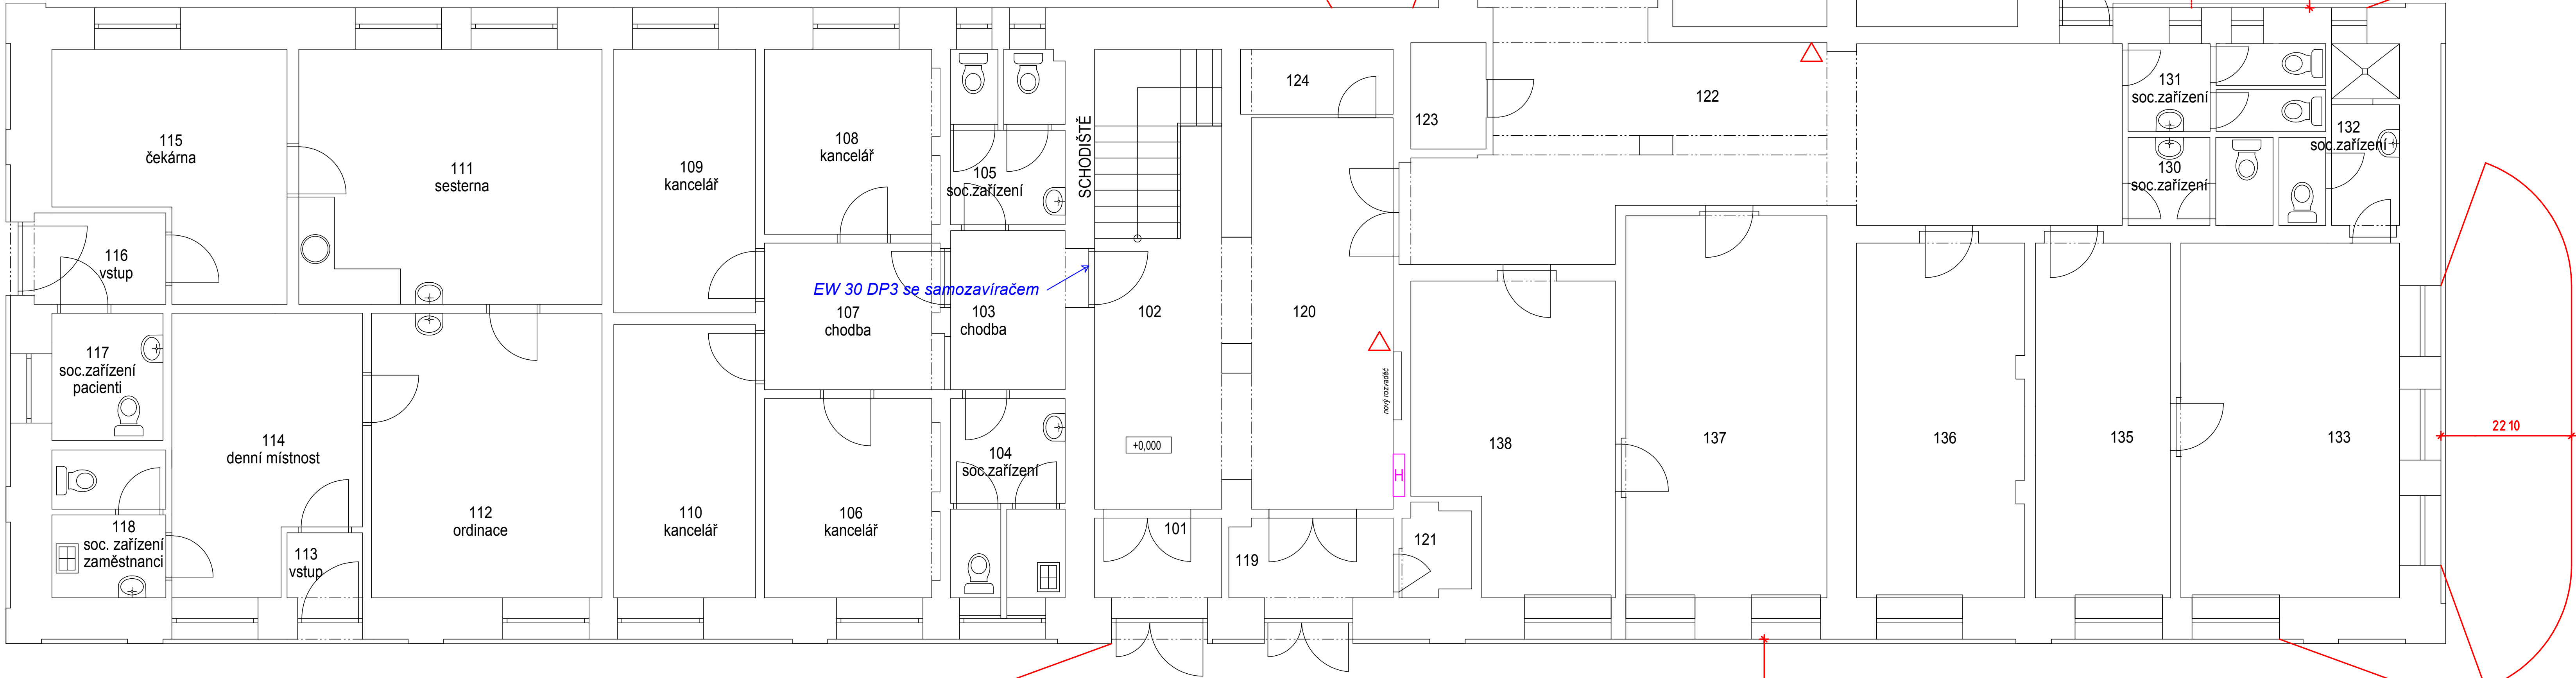 115
čekárna
111
sesterna
109
kancelář
108
kancelář
105
soc.zařízení
SCHODIŠTĚ
124
123
122
131
soc.zařízení
132
soc.zařízení
130
soc.zařízení
116
vstup
EW 30 DP3 se samozavíračem
107
chodba
103
chodba
102
120
117
soc.zařízení
pacienti
nový rozvaděč
114
denní místnost
112
ordinace
110
kancelář
106
kancelář
104
soc.zařízení
+0,000
H
138
137
136
135
133
2210
118
soc. zařízení
zaměstnanci
113
vstup
101
119
121